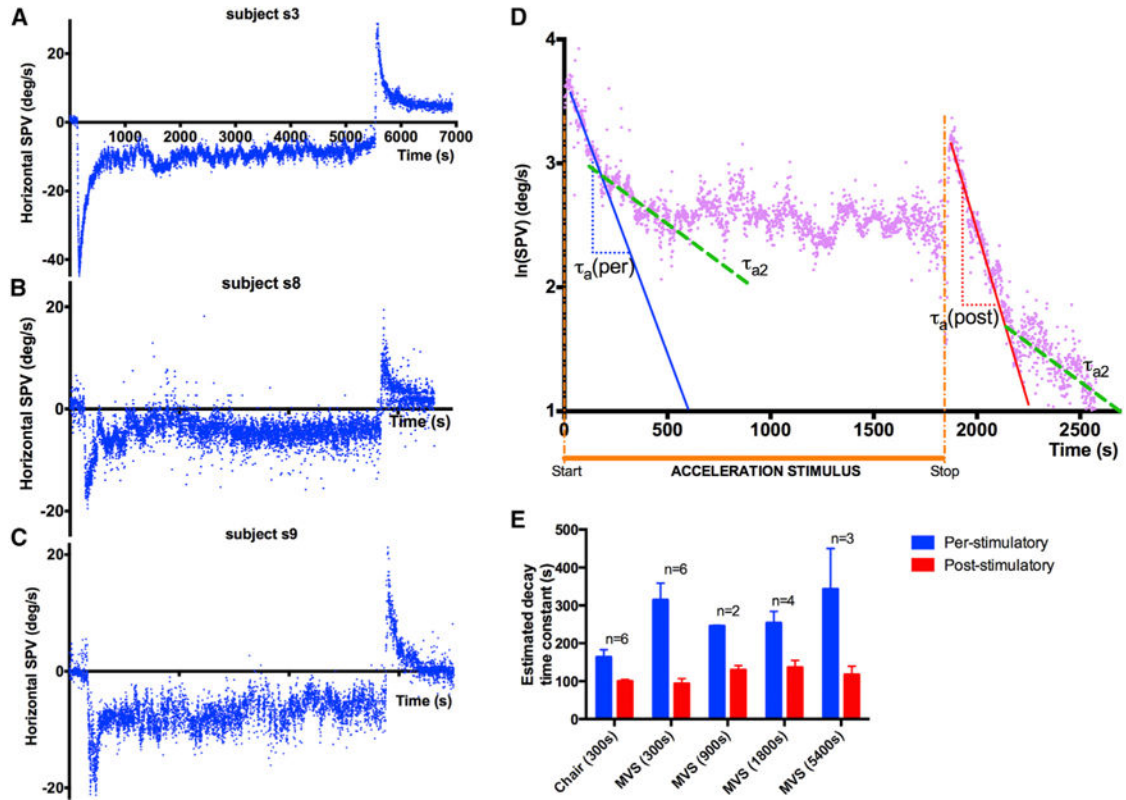 A
subject s3
Horizontal SPV (deg/s)
20
0
-20
-40
1000 2000 3000 4000 5000 6000 7000
Time (s)
B
subject s8
Horizontal SPV (deg/s)
20
0
-20
Time (s)
C
subject s9
Horizontal SPV (deg/s)
20
0
-20
Time (s)
D
ln(SPV) (deg/s)
4
3
2
1
τa(per)
τa2
τa(post)
τa2
0 500 1000 1500 2000 2500
Time (s)
Start ACCELERATION STIMULUS Stop
E
Estimated decay
time constant (s)
500
400
300
200
100
0
n=6
n=6
n=2
n=4
n=3
Chair (300s)
MVS (300s)
MVS (900s)
MVS (1800s)
MVS (5400s)
Per-stimulatory
Post-stimulatory